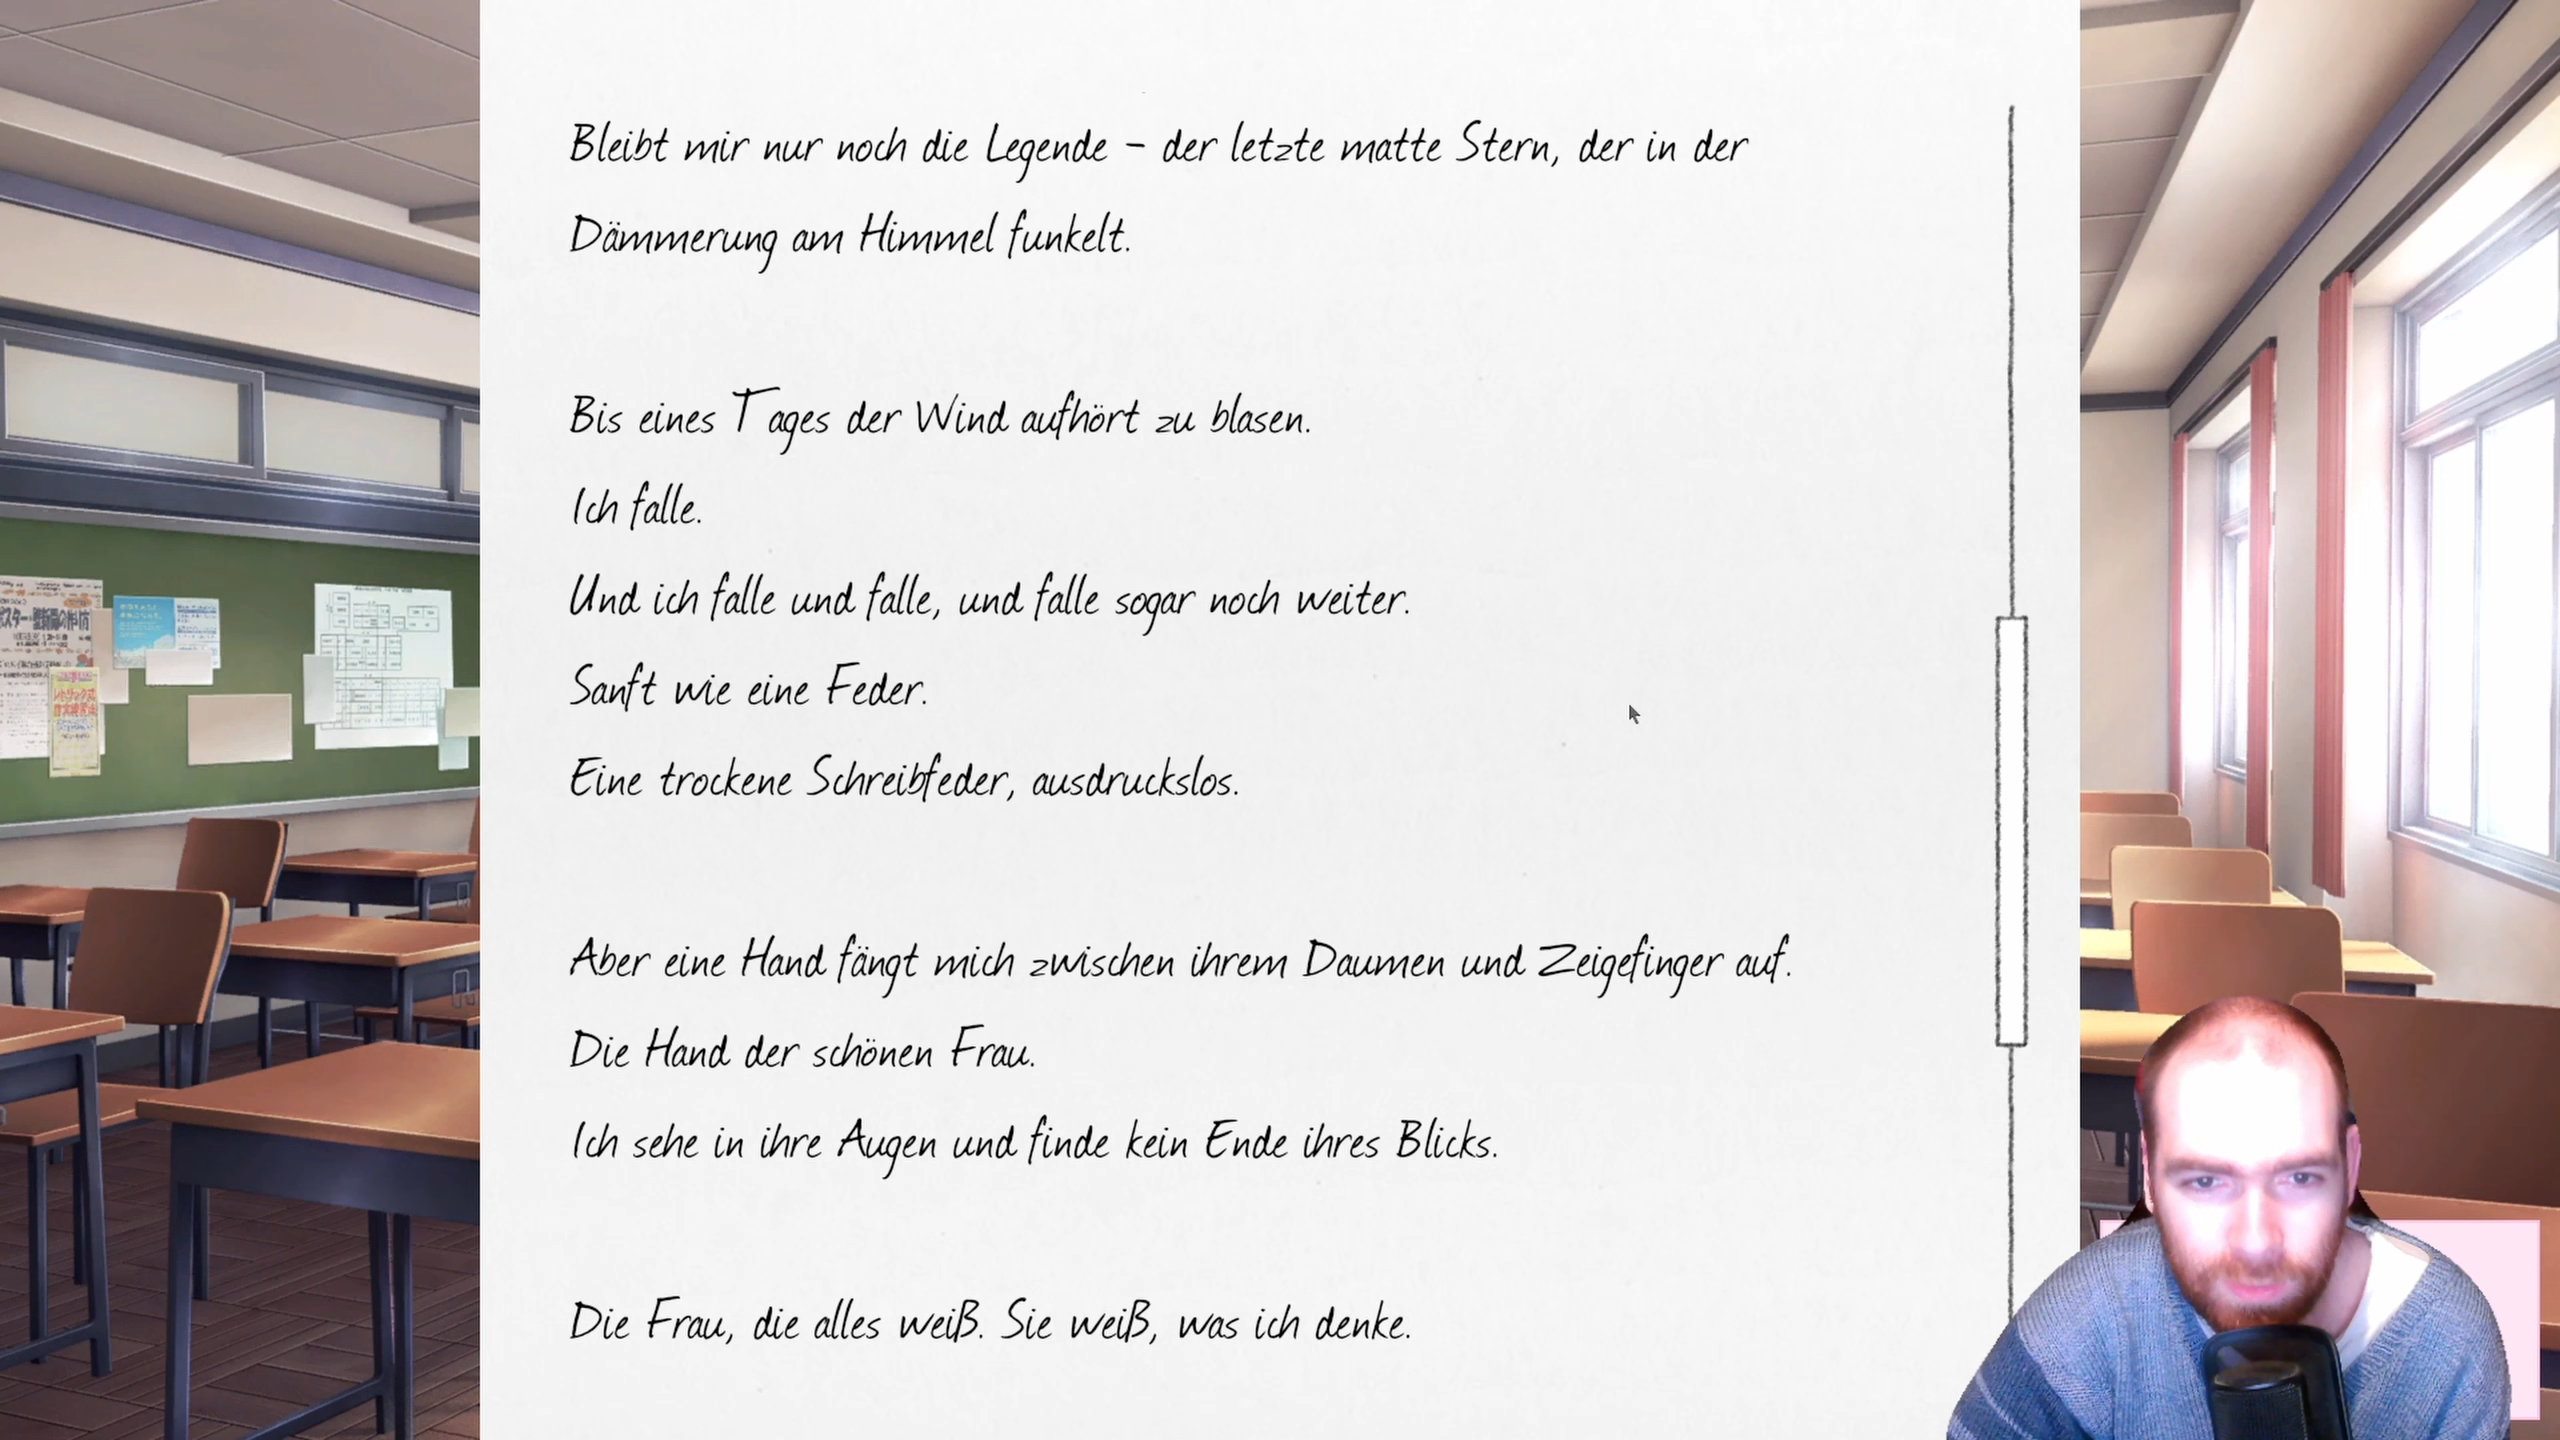 Bleibt mir nur noch die Legende – der letzte matte Stern, der in der
Dämmerung am Himmel funkelt.
Bis eines Tages der Wind aufhört zu blasen.
Ich falle.
Und ich falle und falle, und falle sogar noch weiter.
Sanft wie eine Feder.
Eine trockene Schreibfeder, ausdruckslos.
Aber eine Hand fängt mich zwischen ihrem Daumen und Zeigefinger auf.
Die Hand der schönen Frau.
Ich sehe in ihre Augen und finde kein Ende ihres Blicks.
Die Frau, die alles weiß. Sie weiß, was ich denke.